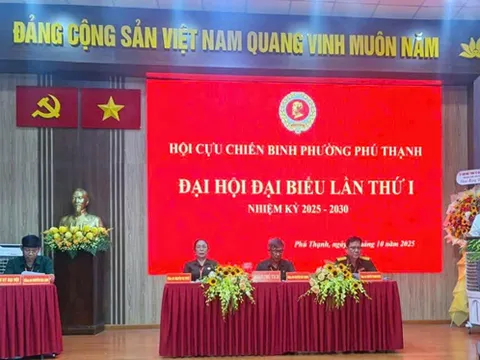 ĐẢNG CỘNG SẢN VIỆT NAM QUANG VINH MUÔN NĂM
HỘI CỰU CHIẾN BINH PHƯỜNG PHÚ THẠNH
ĐẠI HỘI ĐẠI BIỂU LẦN THỨ I
NHIỆM KỲ 2025 - 2030
Phú Thạnh, ngày tháng 10 năm 2025